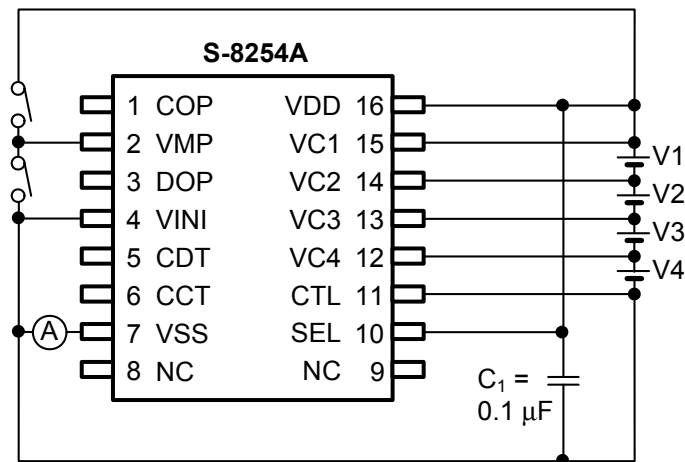 S-8254A
1 COP VDD 16
2 VMP VC1 15
3 DOP VC2 14
4 VINI VC3 13
5 CDT VC4 12
6 CCT CTL 11
7 VSS SEL 10
8 NC NC 9
A
V1
V2
V3
V4
C₁ =
0.1 μF